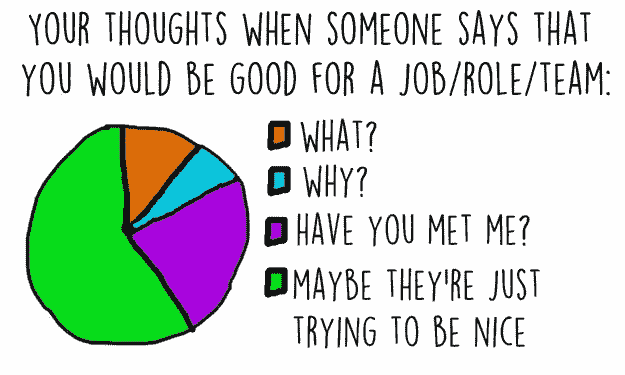 YOUR THOUGHTS WHEN SOMEONE SAYS THAT
YOU WOULD BE GOOD FOR A JOB/ROLE/TEAM:
WHAT?
WHY?
HAVE YOU MET ME?
MAYBE THEY'RE JUST
TRYING TO BE NICE